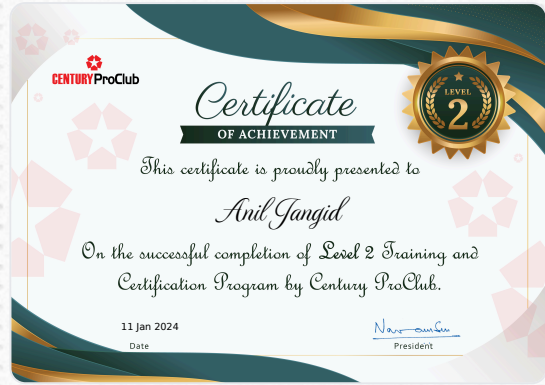 CENTURY ProClub
Certificate
OF ACHIEVEMENT
LEVEL
2
This certificate is proudly presented to
Anil Jangid
On the successful completion of Level 2 Training and
Certification Program by Century ProClub.
11 Jan 2024
Date
President